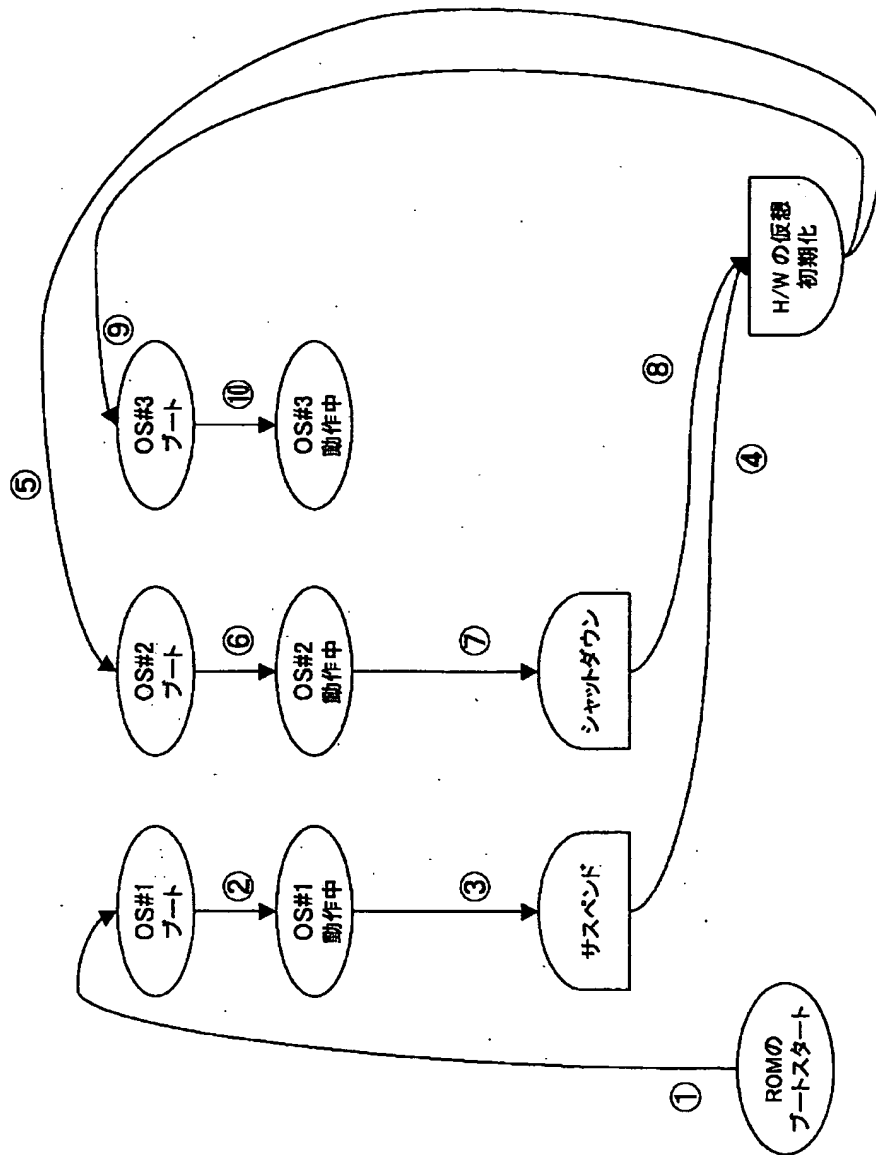 ①
ROMの
ブートスタート
OS#1
ブート
②
OS#1
動作中
③
サスペンド
④
⑤
OS#2
ブート
⑥
OS#2
動作中
⑦
シャットダウン
⑧
H/W の仮想
初期化
⑨
OS#3
ブート
⑩
OS#3
動作中